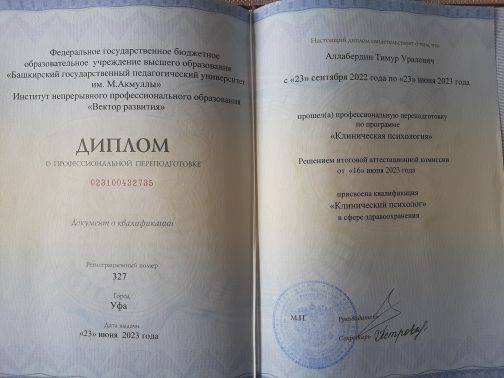 Федеральное государственное бюджетное
образовательное учреждение высшего образования
«Башкирский государственный педагогический университет
им. М.Акмуллы»
Институт непрерывного профессионального образования
«Вектор развития»
ДИПЛОМ
О ПРОФЕССИОНАЛЬНОЙ ПЕРЕПОДГОТОВКЕ
023100432735
Документ о квалификации
Регистрационный номер
327
Город
Уфа
Дата выдачи
«23» июня 2023 года
Настоящий диплом свидетельствует о том, что
Аллабердин Тимур Уралович
с «23» сентября 2022 года по «23» июня 2023 года
прошел(а) профессиональную переподготовку
по программе
«Клиническая психология»
Решением итоговой аттестационной комиссии
от «16» июня 2023 года
присвоена квалификация
«Клинический психолог»
в сфере здравоохранения
М.П.
Руководитель
Секретарь